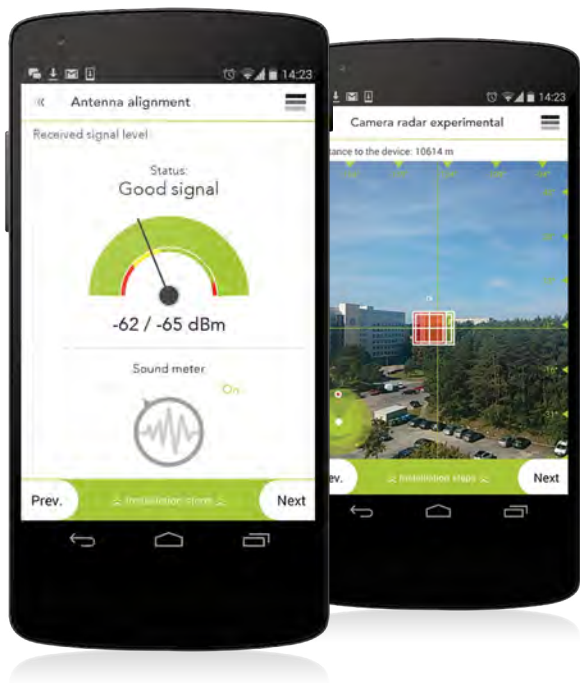 14:23
Antenna alignment
Received signal level
Status:
Good signal
-62 / -65 dBm
Sound meter
On
Prev.
Installation steps
Next
14:23
Camera radar experimental
tance to the device: 10614 m
ev.
Installation steps
Next